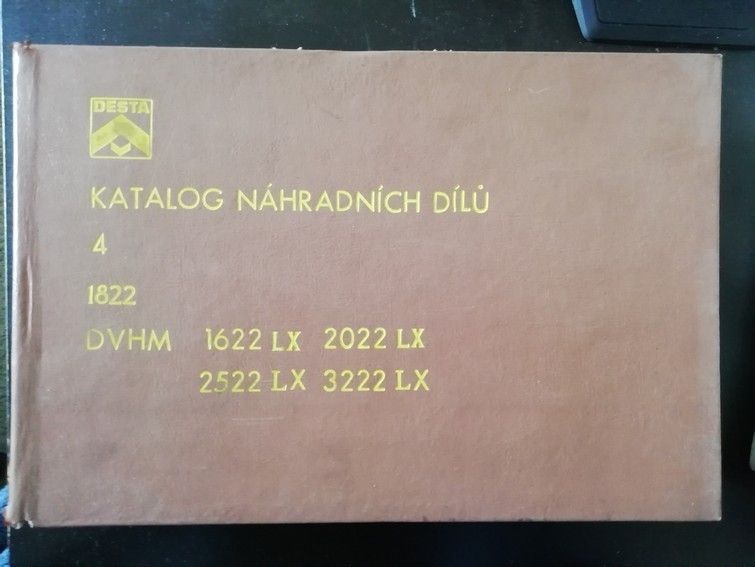 DESTA
KATALOG NÁHRADNÍCH DÍLŮ
4
1822
DVHM 1622 LX 2022 LX
2522 LX 3222 LX